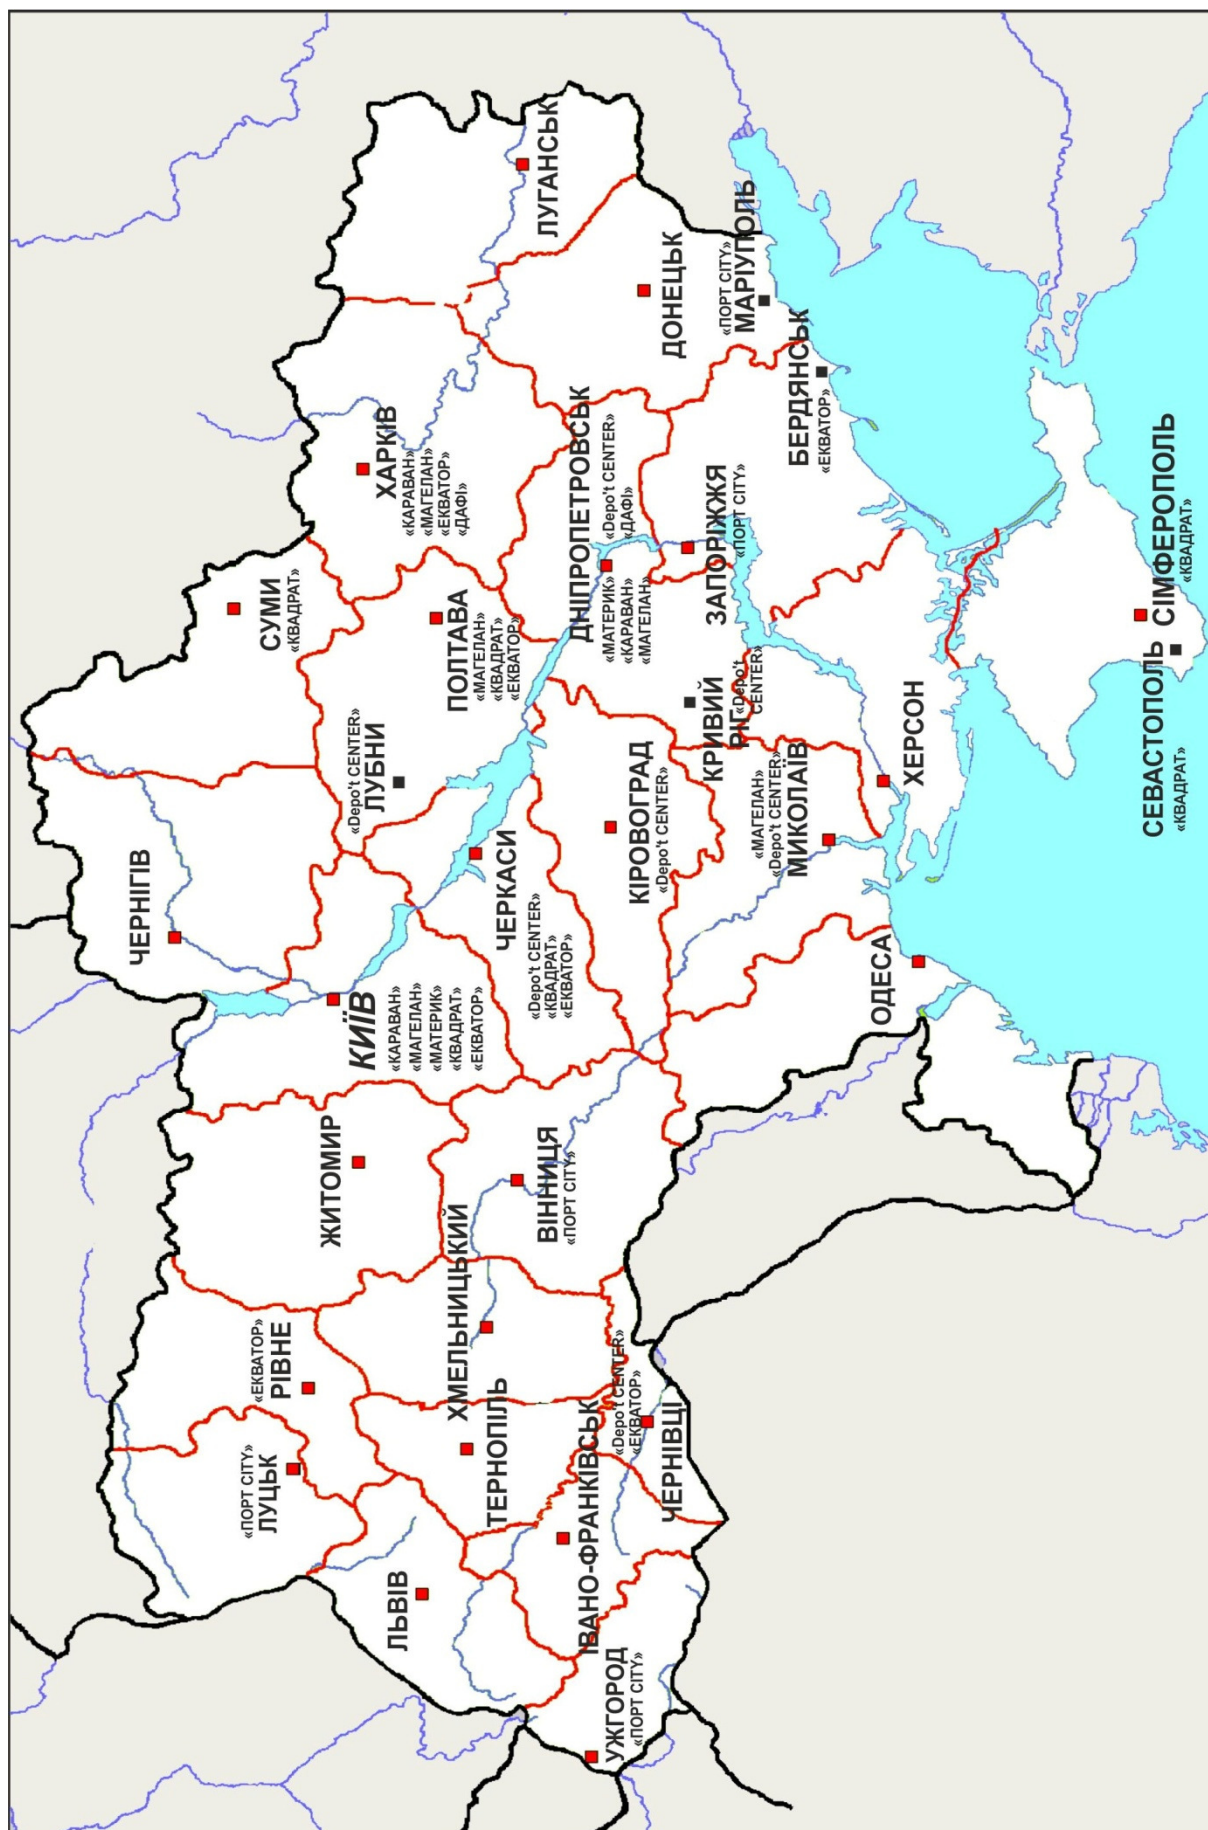 ЧЕРНІГІВ
СУМИ
«КВАДРАТ»
«ПОРТ СІТУ»
ЛУЦЬК
«ЕКВАТОР»
РІВНЕ
ЖИТОМИР
КИЇВ
«КАРАВАН»
«МАГЕЛАН»
«МАТЕРИК»
«КВАДРАТ»
«ЕКВАТОР»
«Depo't CENTER»
ЛУБНИ
ПОЛТАВА
«МАГЕЛАН»
«КВАДРАТ»
«ЕКВАТОР»
ХАРКІВ
«КАРАВАН»
«МАГЕЛАН»
«ЕКВАТОР»
«ДАФІ»
ЛУГАНСЬК
ЛЬВІВ
ТЕРНОПІЛЬ
ХМЕЛЬНИЦЬКИЙ
ВІННИЦЯ
«ПОРТ CITY»
ЧЕРКАСИ
«Depo't CENTER»
«КВАДРАТ»
«ЕКВАТОР»
ДНІПРОПЕТРОВСЬК
«МАТЕРИК»
«КАРАВАН»
«МАГЕЛАН»
«Depo't CENTER»
«ДАФІ»
ДОНЕЦЬК
УЖГОРОД
«ПОРТ CITY»
ІВАНО-ФРАНКІВСЬК
«Depo't CENTER»
«ЕКВАТОР»
ЧЕРНІВЦІ
КІРОВОГРАД
«Depo't CENTER»
КРИВИЙ
РІГ
«Depo't
CENTER»
ЗАПОРІЖЖЯ
«ПОРТ CITY»
«ПОРТ CITY»
МАРІУПОЛЬ
БЕРДЯНСЬК
«ЕКВАТОР»
«МАГЕЛАН»
«Depo't CENTER»
МИКОЛАЇВ
ОДЕСА
ХЕРСОН
СЕВАСТОПОЛЬ
«КВАДРАТ»
СІМФЕРОПОЛЬ
«КВАДРАТ»